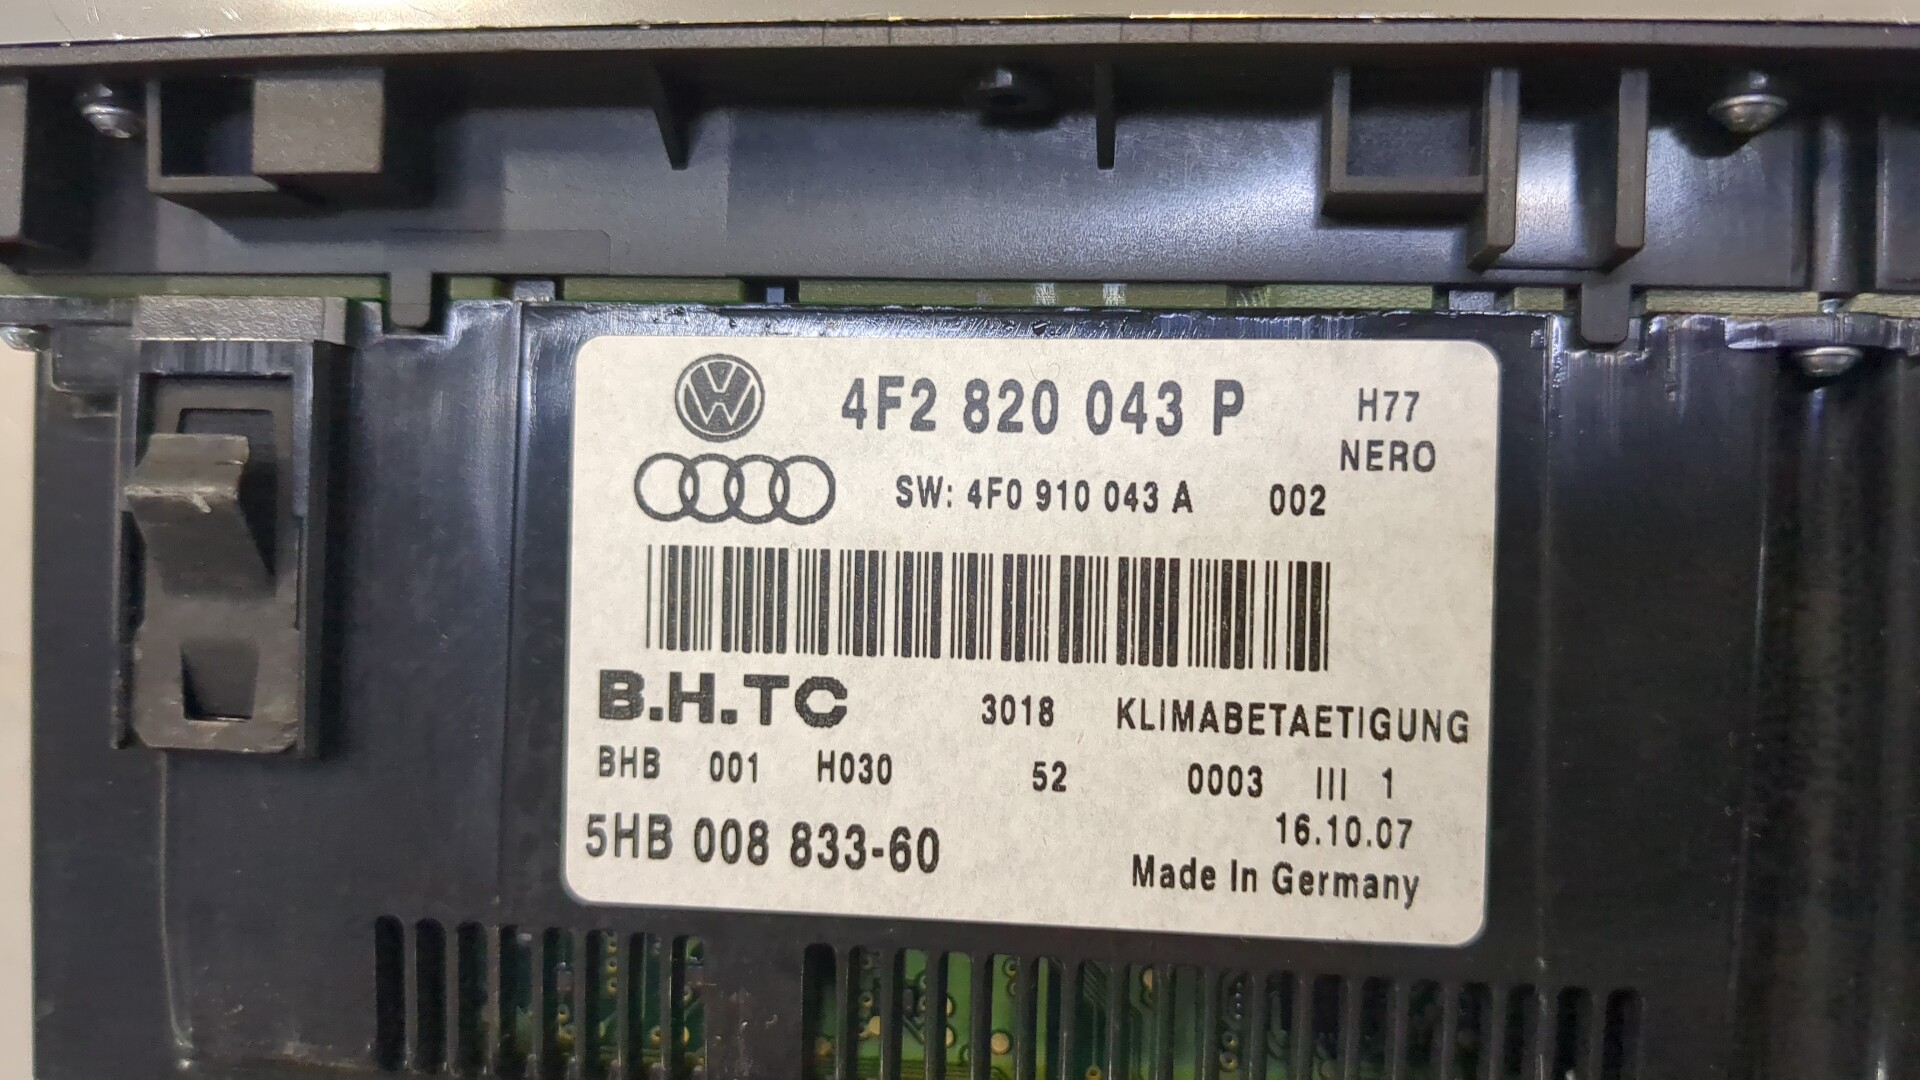 4F2 820 043 P
H77
NERO
SW: 4F0 910 043 A 002
B.H.TC 3018 KLIMABETAETIGUNG
BHB 001 H030 52 0003 III 1
16.10.07
5HB 008 833-60
Made In Germany